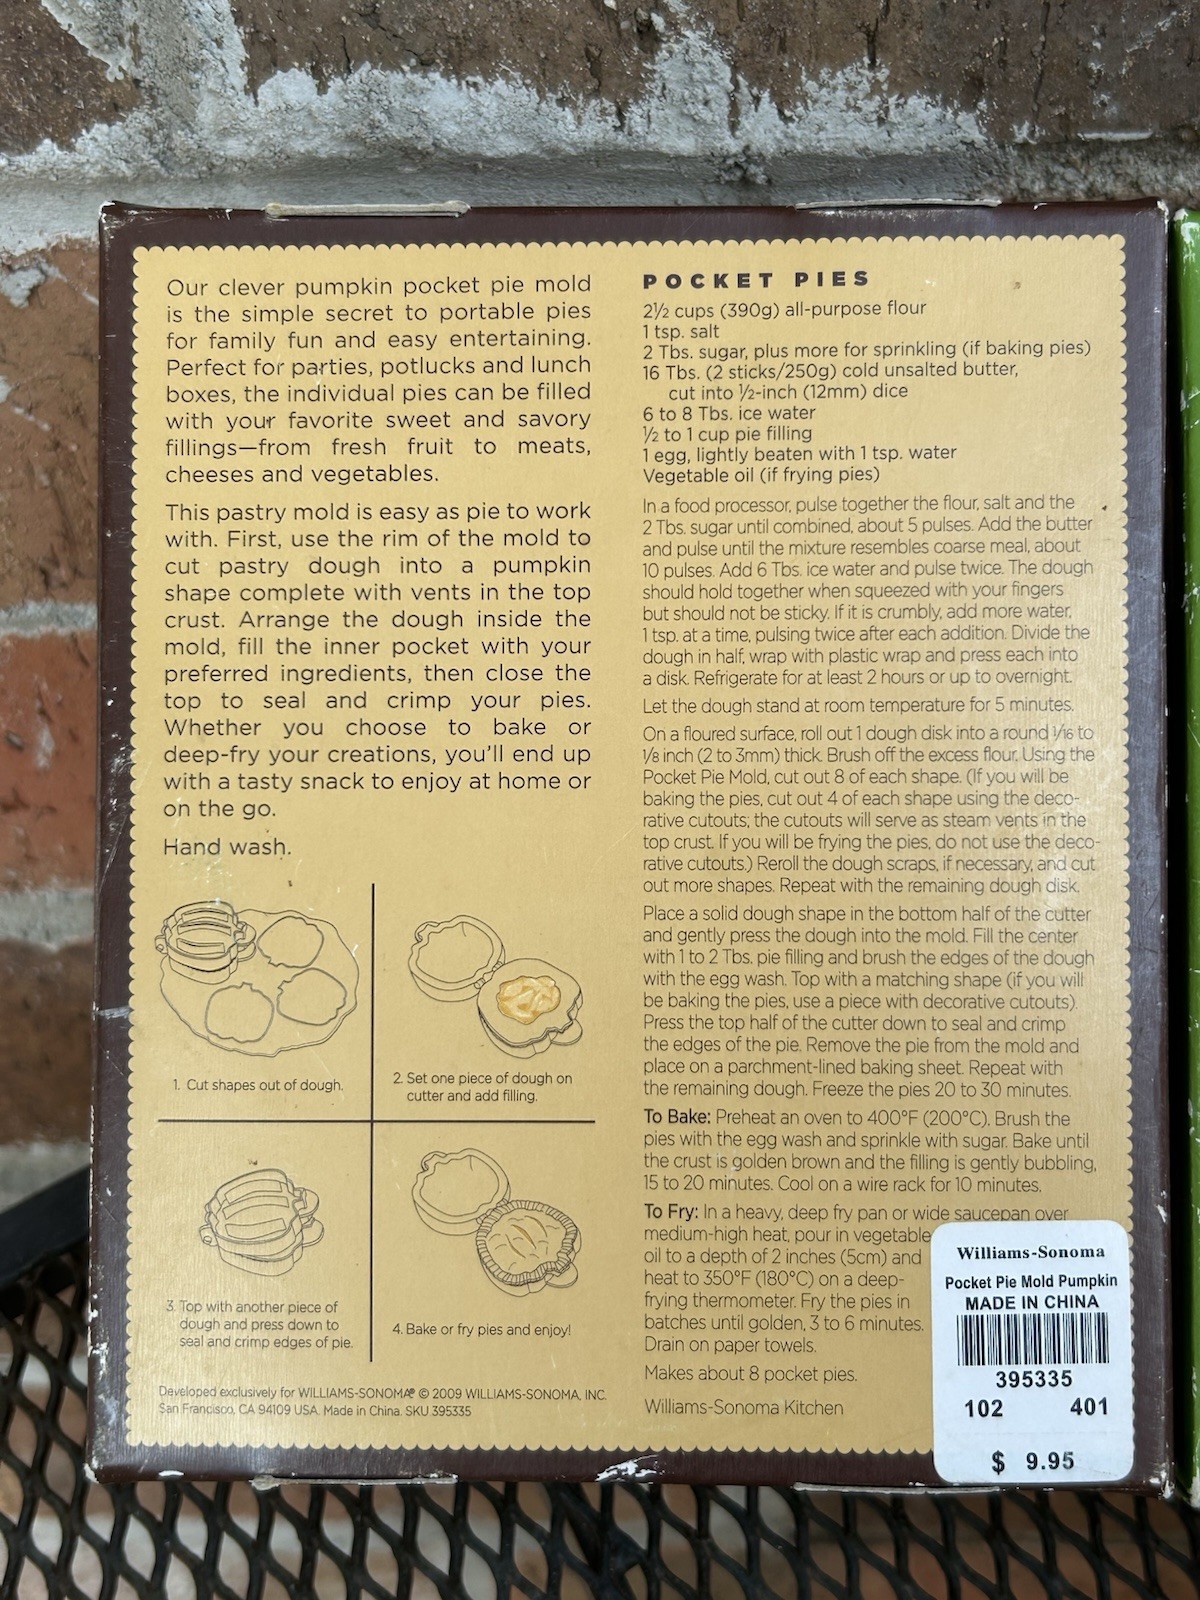 Our clever pumpkin pocket pie mold
is the simple secret to portable pies
for family fun and easy entertaining.
Perfect for parties, potlucks and lunch
boxes, the individual pies can be filled
with your favorite sweet and savory
fillings—from fresh fruit to meats,
cheeses and vegetables.
This pastry mold is easy as pie to work
with. First, use the rim of the mold to
cut pastry dough into a pumpkin
shape complete with vents in the top
crust. Arrange the dough inside the
mold, fill the inner pocket with your
preferred ingredients, then close the
top to seal and crimp your pies.
Whether you choose to bake or
deep-fry your creations, you'll end up
with a tasty snack to enjoy at home or
on the go.
Hand wash.
1. Cut shapes out of dough.
2. Set one piece of dough on
cutter and add filling.
3. Top with another piece of
dough and press down to
seal and crimp edges of pie.
4. Bake or fry pies and enjoy!
Developed exclusively for WILLIAMS-SONOMA® © 2009 WILLIAMS-SONOMA, INC.
San Francisco, CA 94109 USA. Made in China. SKU 395335
POCKET PIES
2½ cups (390g) all-purpose flour
1 tsp. salt
2 Tbs. sugar, plus more for sprinkling (if baking pies)
16 Tbs. (2 sticks/250g) cold unsalted butter,
cut into ½-inch (12mm) dice
6 to 8 Tbs. ice water
½ to 1 cup pie filling
1 egg, lightly beaten with 1 tsp. water
Vegetable oil (if frying pies)
In a food processor, pulse together the flour, salt and the
2 Tbs. sugar until combined, about 5 pulses. Add the butter
and pulse until the mixture resembles coarse meal, about
10 pulses. Add 6 Tbs. ice water and pulse twice. The dough
should hold together when squeezed with your fingers
but should not be sticky. If it is crumbly, add more water,
1 tsp. at a time, pulsing twice after each addition. Divide the
dough in half, wrap with plastic wrap and press each into
a disk. Refrigerate for at least 2 hours or up to overnight.
Let the dough stand at room temperature for 5 minutes.
On a floured surface, roll out 1 dough disk into a round 1/16 to
1/8 inch (2 to 3mm) thick. Brush off the excess flour. Using the
Pocket Pie Mold, cut out 8 of each shape. (If you will be
baking the pies, cut out 4 of each shape using the deco-
rative cutouts; the cutouts will serve as steam vents in the
top crust. If you will be frying the pies, do not use the deco-
rative cutouts.) Reroll the dough scraps, if necessary, and cut
out more shapes. Repeat with the remaining dough disk.
Place a solid dough shape in the bottom half of the cutter
and gently press the dough into the mold. Fill the center
with 1 to 2 Tbs. pie filling and brush the edges of the dough
with the egg wash. Top with a matching shape (if you will
be baking the pies, use a piece with decorative cutouts).
Press the top half of the cutter down to seal and crimp
the edges of the pie. Remove the pie from the mold and
place on a parchment-lined baking sheet. Repeat with
the remaining dough. Freeze the pies 20 to 30 minutes.
To Bake: Preheat an oven to 400°F (200°C). Brush the
pies with the egg wash and sprinkle with sugar. Bake until
the crust is golden brown and the filling is gently bubbling,
15 to 20 minutes. Cool on a wire rack for 10 minutes.
To Fry: In a heavy, deep fry pan or wide saucepan over
medium-high heat, pour in vegetable
oil to a depth of 2 inches (5cm) and
heat to 350°F (180°C) on a deep-
frying thermometer. Fry the pies in
batches until golden, 3 to 6 minutes.
Drain on paper towels.
Makes about 8 pocket pies.
Williams-Sonoma Kitchen
Williams-Sonoma
Pocket Pie Mold Pumpkin
MADE IN CHINA
395335
102 401
$ 9.95